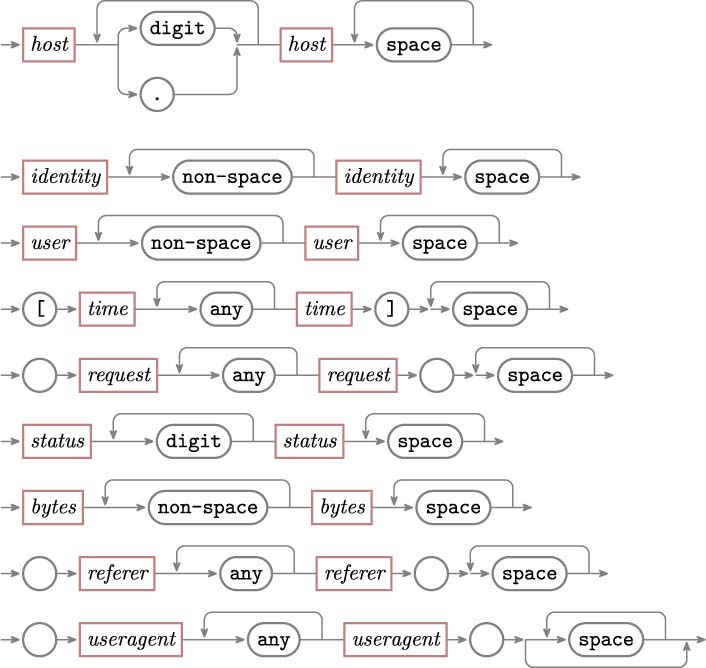 host digit . host space
identity non-space identity space
user non-space user space
[ time any time ] space
request any request space
status digit status space
bytes non-space bytes space
referer any referer space
useragent any useragent space